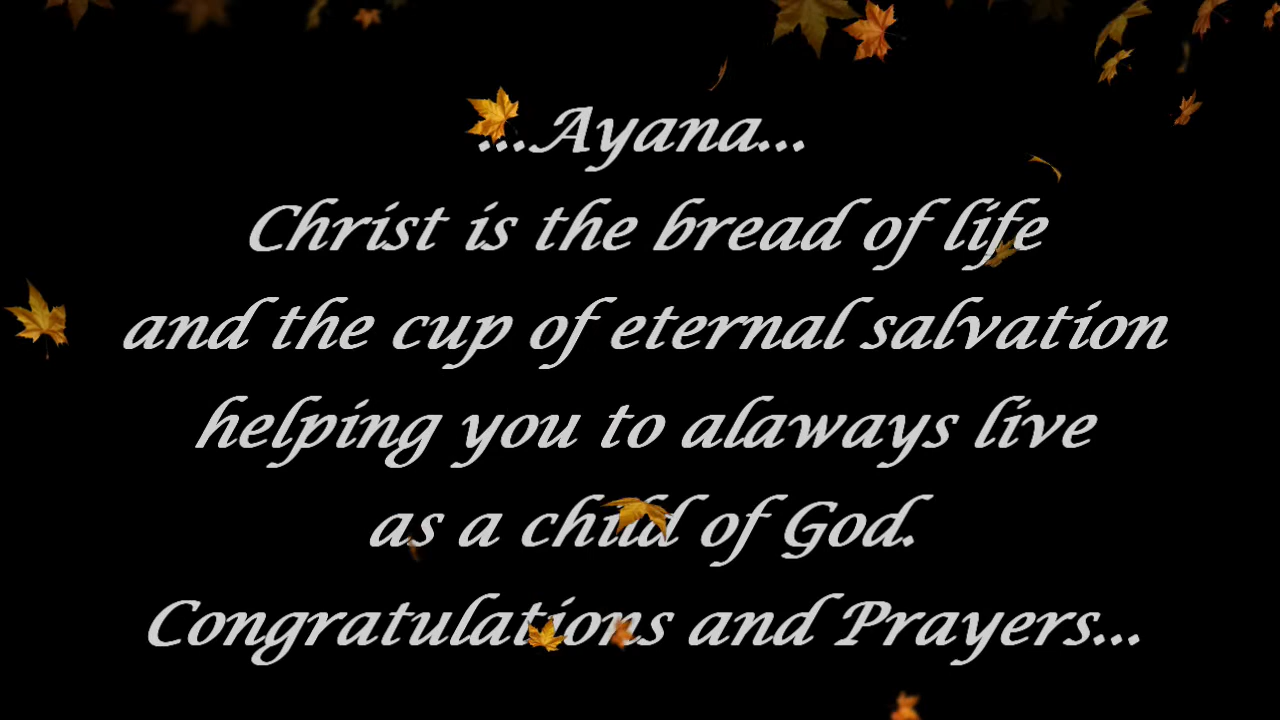 ...Ayana...
Christ is the bread of life
and the cup of eternal salvation
helping you to alaways live
as a child of God.
Congratulations and Prayers...